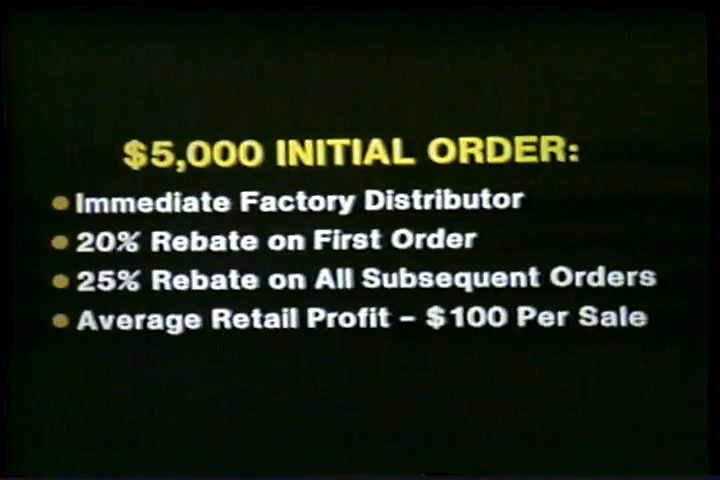 $5,000 INITIAL ORDER:
• Immediate Factory Distributor
• 20% Rebate on First Order
• 25% Rebate on All Subsequent Orders
• Average Retail Profit – $100 Per Sale